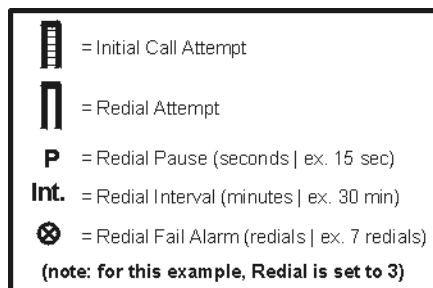 = Initial Call Attempt
= Redial Attempt
P = Redial Pause (seconds | ex. 15 sec)
Int. = Redial Interval (minutes | ex. 30 min)
= Redial Fail Alarm (redials | ex. 7 redials)
(note: for this example, Redial is set to 3)